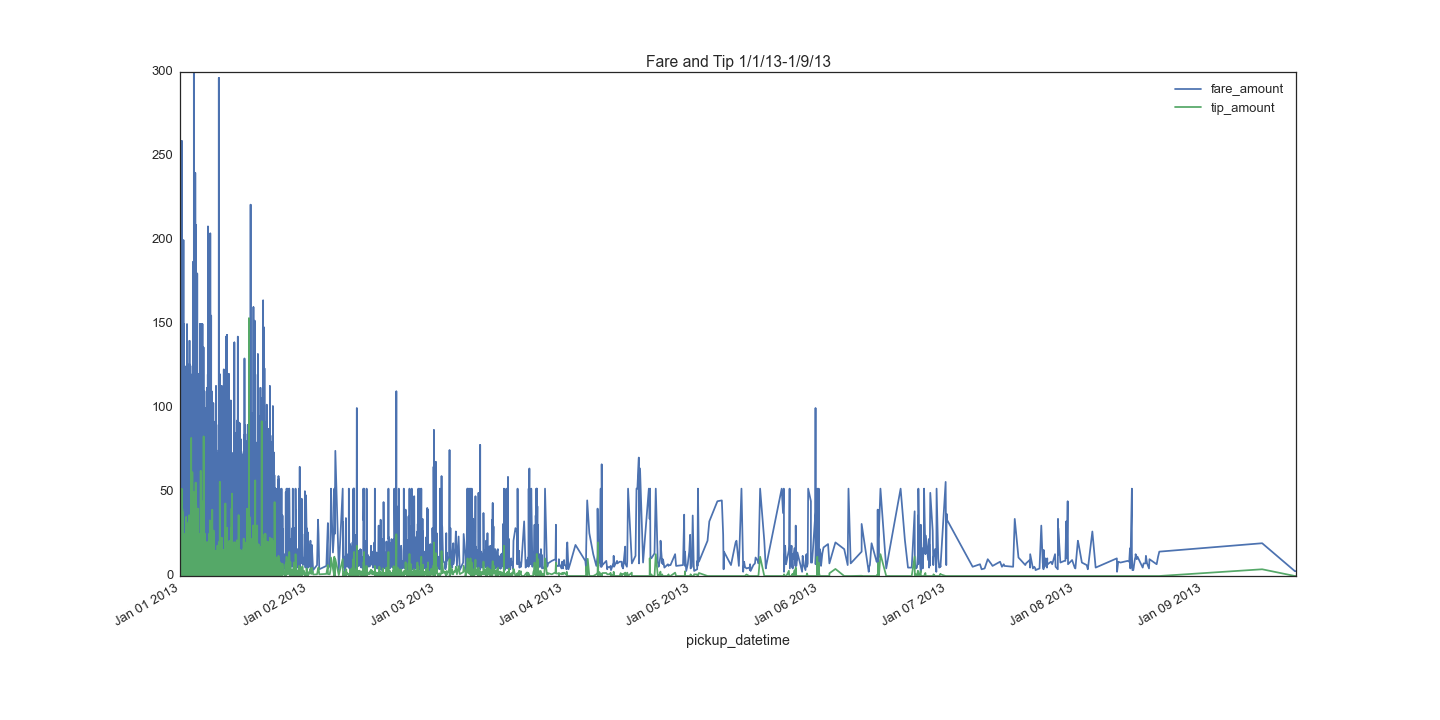 Fare and Tip 1/1/13-1/9/13
fare_amount
tip_amount
300
250
200
150
100
50
0
Jan 01 2013
Jan 02 2013
Jan 03 2013
Jan 04 2013
Jan 05 2013
Jan 06 2013
Jan 07 2013
Jan 08 2013
Jan 09 2013
pickup_datetime